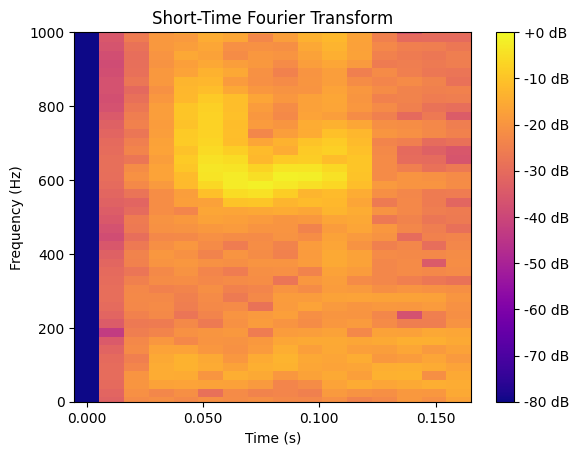 Short-Time Fourier Transform
1000
800
600
400
200
0
Frequency (Hz)
0.000
0.050
0.100
0.150
Time (s)
+0 dB
-10 dB
-20 dB
-30 dB
-40 dB
-50 dB
-60 dB
-70 dB
-80 dB